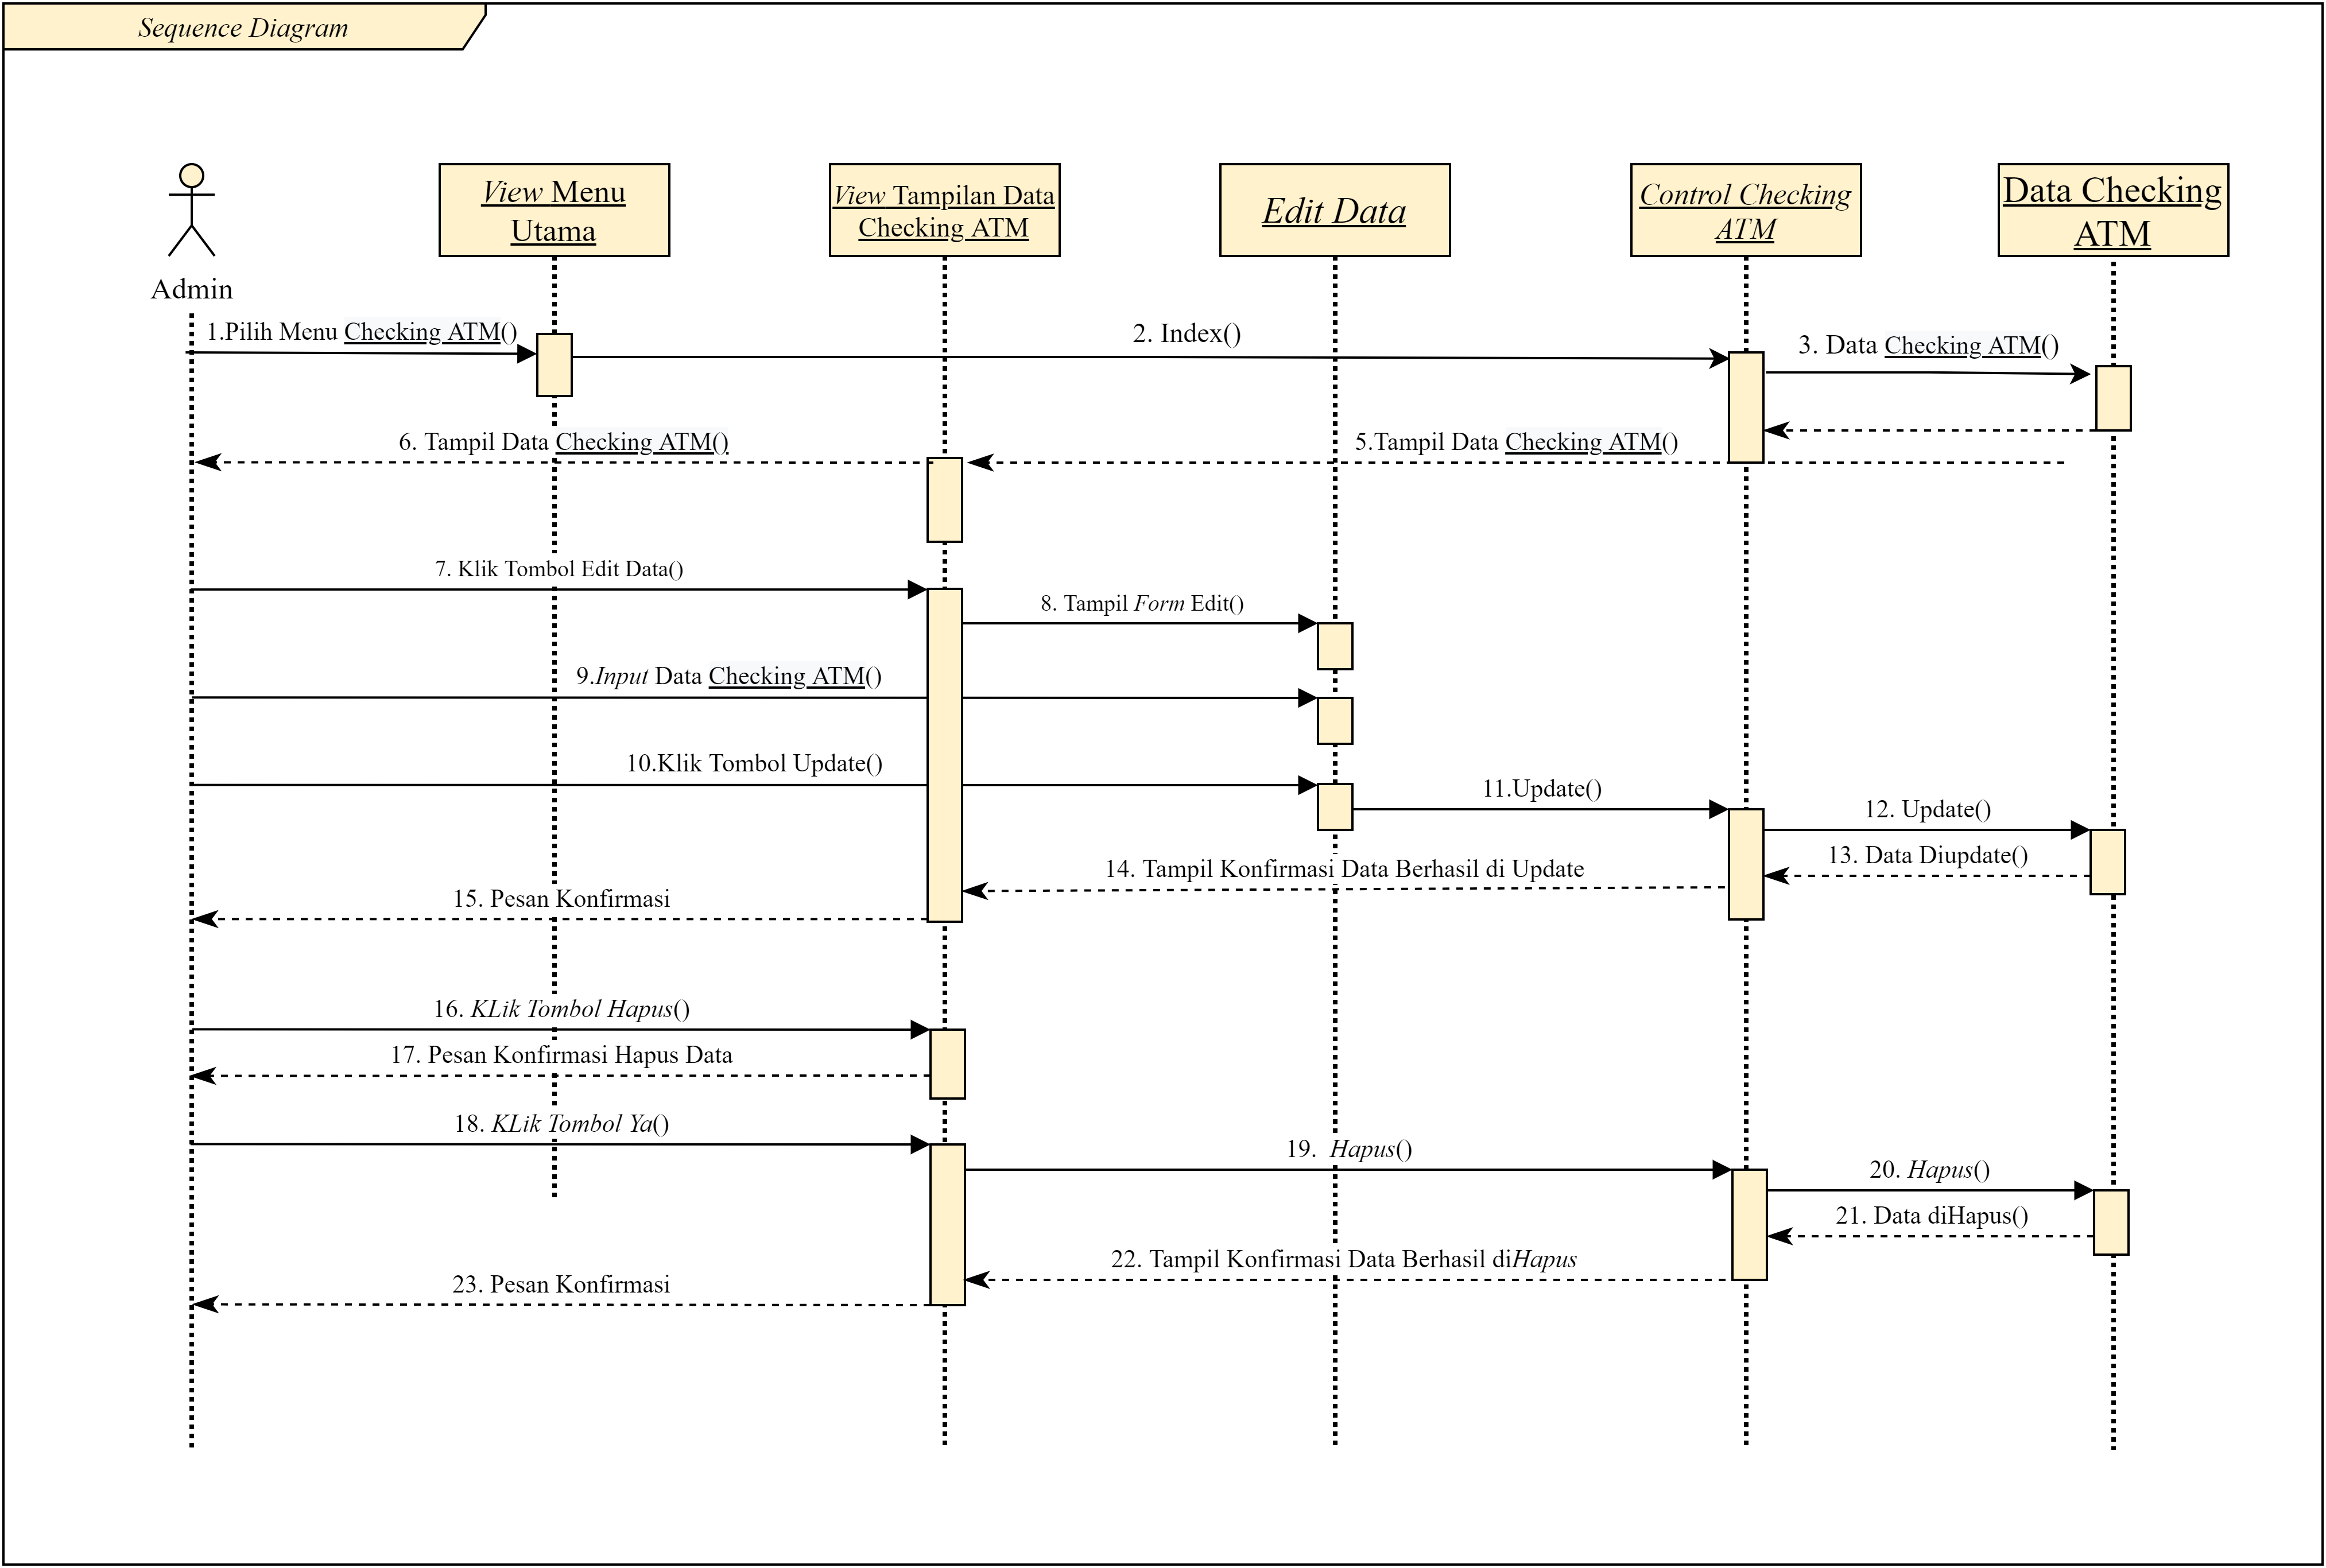 Sequence Diagram
View Menu
Utama
View Tampilan Data
Checking ATM
Edit Data
Control Checking
ATM
Data Checking
ATM
Admin
1.Pilih Menu Checking ATM()
2. Index()
3. Data Checking ATM()
6. Tampil Data Checking ATM()
5.Tampil Data Checking ATM()
7. Klik Tombol Edit Data()
8. Tampil Form Edit()
9.Input Data Checking ATM()
10.Klik Tombol Update()
11.Update()
12. Update()
13. Data Diupdate()
14. Tampil Konfirmasi Data Berhasil di Update
15. Pesan Konfirmasi
16. KLik Tombol Hapus()
17. Pesan Konfirmasi Hapus Data
18. KLik Tombol Ya()
19. Hapus()
20. Hapus()
21. Data diHapus()
22. Tampil Konfirmasi Data Berhasil diHapus
23. Pesan Konfirmasi